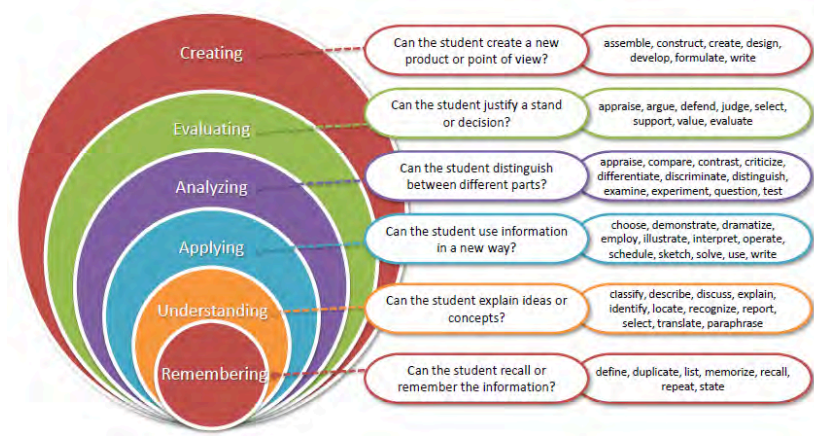 Creating
Can the student create a new
product or point of view?
assemble, construct, create, design,
develop, formulate, write
Evaluating
Can the student justify a stand
or decision?
appraise, argue, defend, judge, select,
support, value, evaluate
Analyzing
Can the student distinguish
between different parts?
appraise, compare, contrast, criticize,
differentiate, discriminate, distinguish,
examine, experiment, question, test
Applying
Can the student use information
in a new way?
choose, demonstrate, dramatize,
employ, illustrate, interpret, operate,
schedule, sketch, solve, use, write
Understanding
Can the student explain ideas or
concepts?
classify, describe, discuss, explain,
identify, locate, recognize, report,
select, translate, paraphrase
Remembering
Can the student recall or
remember the information?
define, duplicate, list, memorize, recall,
repeat, state